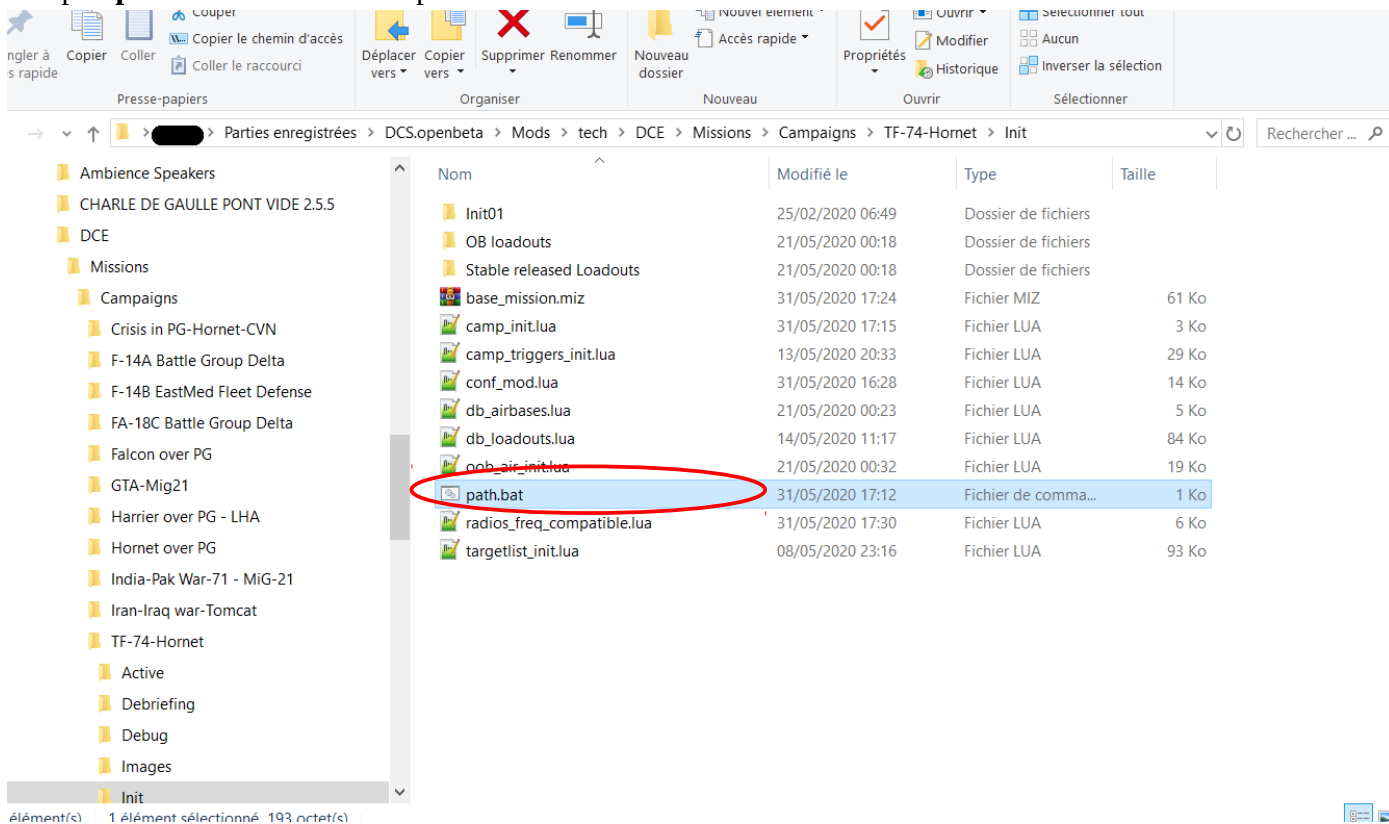 Couper
Nouvel élément
Ouvrir
Sélectionner tout
Copier le chemin d'accès
Accès rapide
Modifier
Aucun
Copier
Coller
Coller le raccourci
Déplacer vers
Copier vers
Supprimer
Renommer
Nouveau dossier
Propriétés
Historique
Inverser la sélection
Presse-papiers
Organiser
Nouveau
Ouvrir
Sélectionner
Parties enregistrées > DCS.openbeta > Mods > tech > DCE > Missions > Campaigns > TF-74-Hornet > Init
Rechercher ...
Ambience Speakers
CHARLE DE GAULLE PONT VIDE 2.5.5
DCE
Missions
Campaigns
Crisis in PG-Hornet-CVN
F-14A Battle Group Delta
F-14B EastMed Fleet Defense
FA-18C Battle Group Delta
Falcon over PG
GTA-Mig21
Harrier over PG - LHA
Hornet over PG
India-Pak War-71 - MiG-21
Iran-Iraq war-Tomcat
TF-74-Hornet
Active
Debriefing
Debug
Images
Init
Nom Modifié le Type Taille
Init01 25/02/2020 06:49 Dossier de fichiers
OB loadouts 21/05/2020 00:18 Dossier de fichiers
Stable released Loadouts 21/05/2020 00:18 Dossier de fichiers
base_mission.miz 31/05/2020 17:24 Fichier MIZ 61 Ko
camp_init.lua 31/05/2020 17:15 Fichier LUA 3 Ko
camp_triggers_init.lua 13/05/2020 20:33 Fichier LUA 29 Ko
conf_mod.lua 31/05/2020 16:28 Fichier LUA 14 Ko
db_airbases.lua 21/05/2020 00:23 Fichier LUA 5 Ko
db_loadouts.lua 14/05/2020 11:17 Fichier LUA 84 Ko
oob_air_init.lua 21/05/2020 00:32 Fichier LUA 19 Ko
path.bat 31/05/2020 17:12 Fichier de comma... 1 Ko
radios_freq_compatible.lua 31/05/2020 17:30 Fichier LUA 6 Ko
targetlist_init.lua 08/05/2020 23:16 Fichier LUA 93 Ko
élément(s) 1 élément sélectionné 193 octet(s)